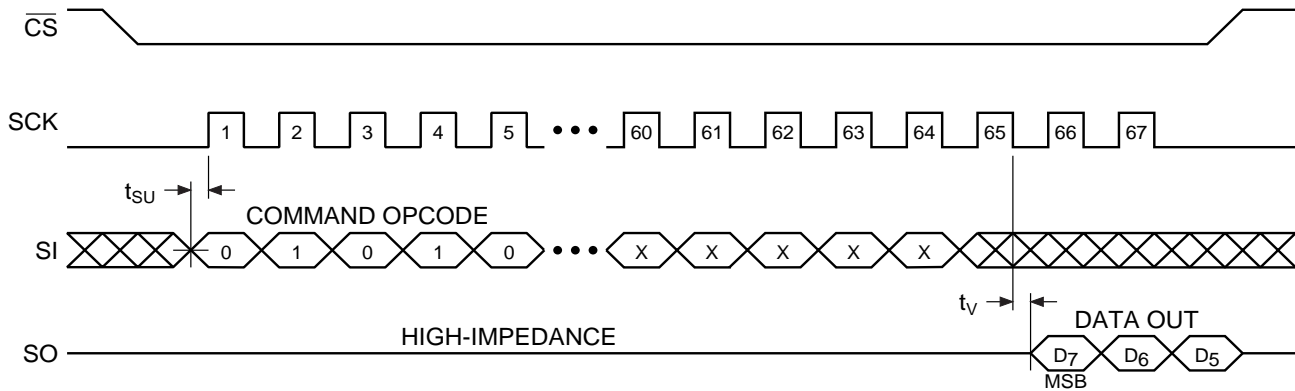 CS
SCK 1 2 3 4 5 ••• 60 61 62 63 64 65 66 67
tSU
COMMAND OPCODE
SI 0 1 0 1 0 ••• X X X X X
tV
HIGH-IMPEDANCE DATA OUT
SO D7 D6 D5
MSB